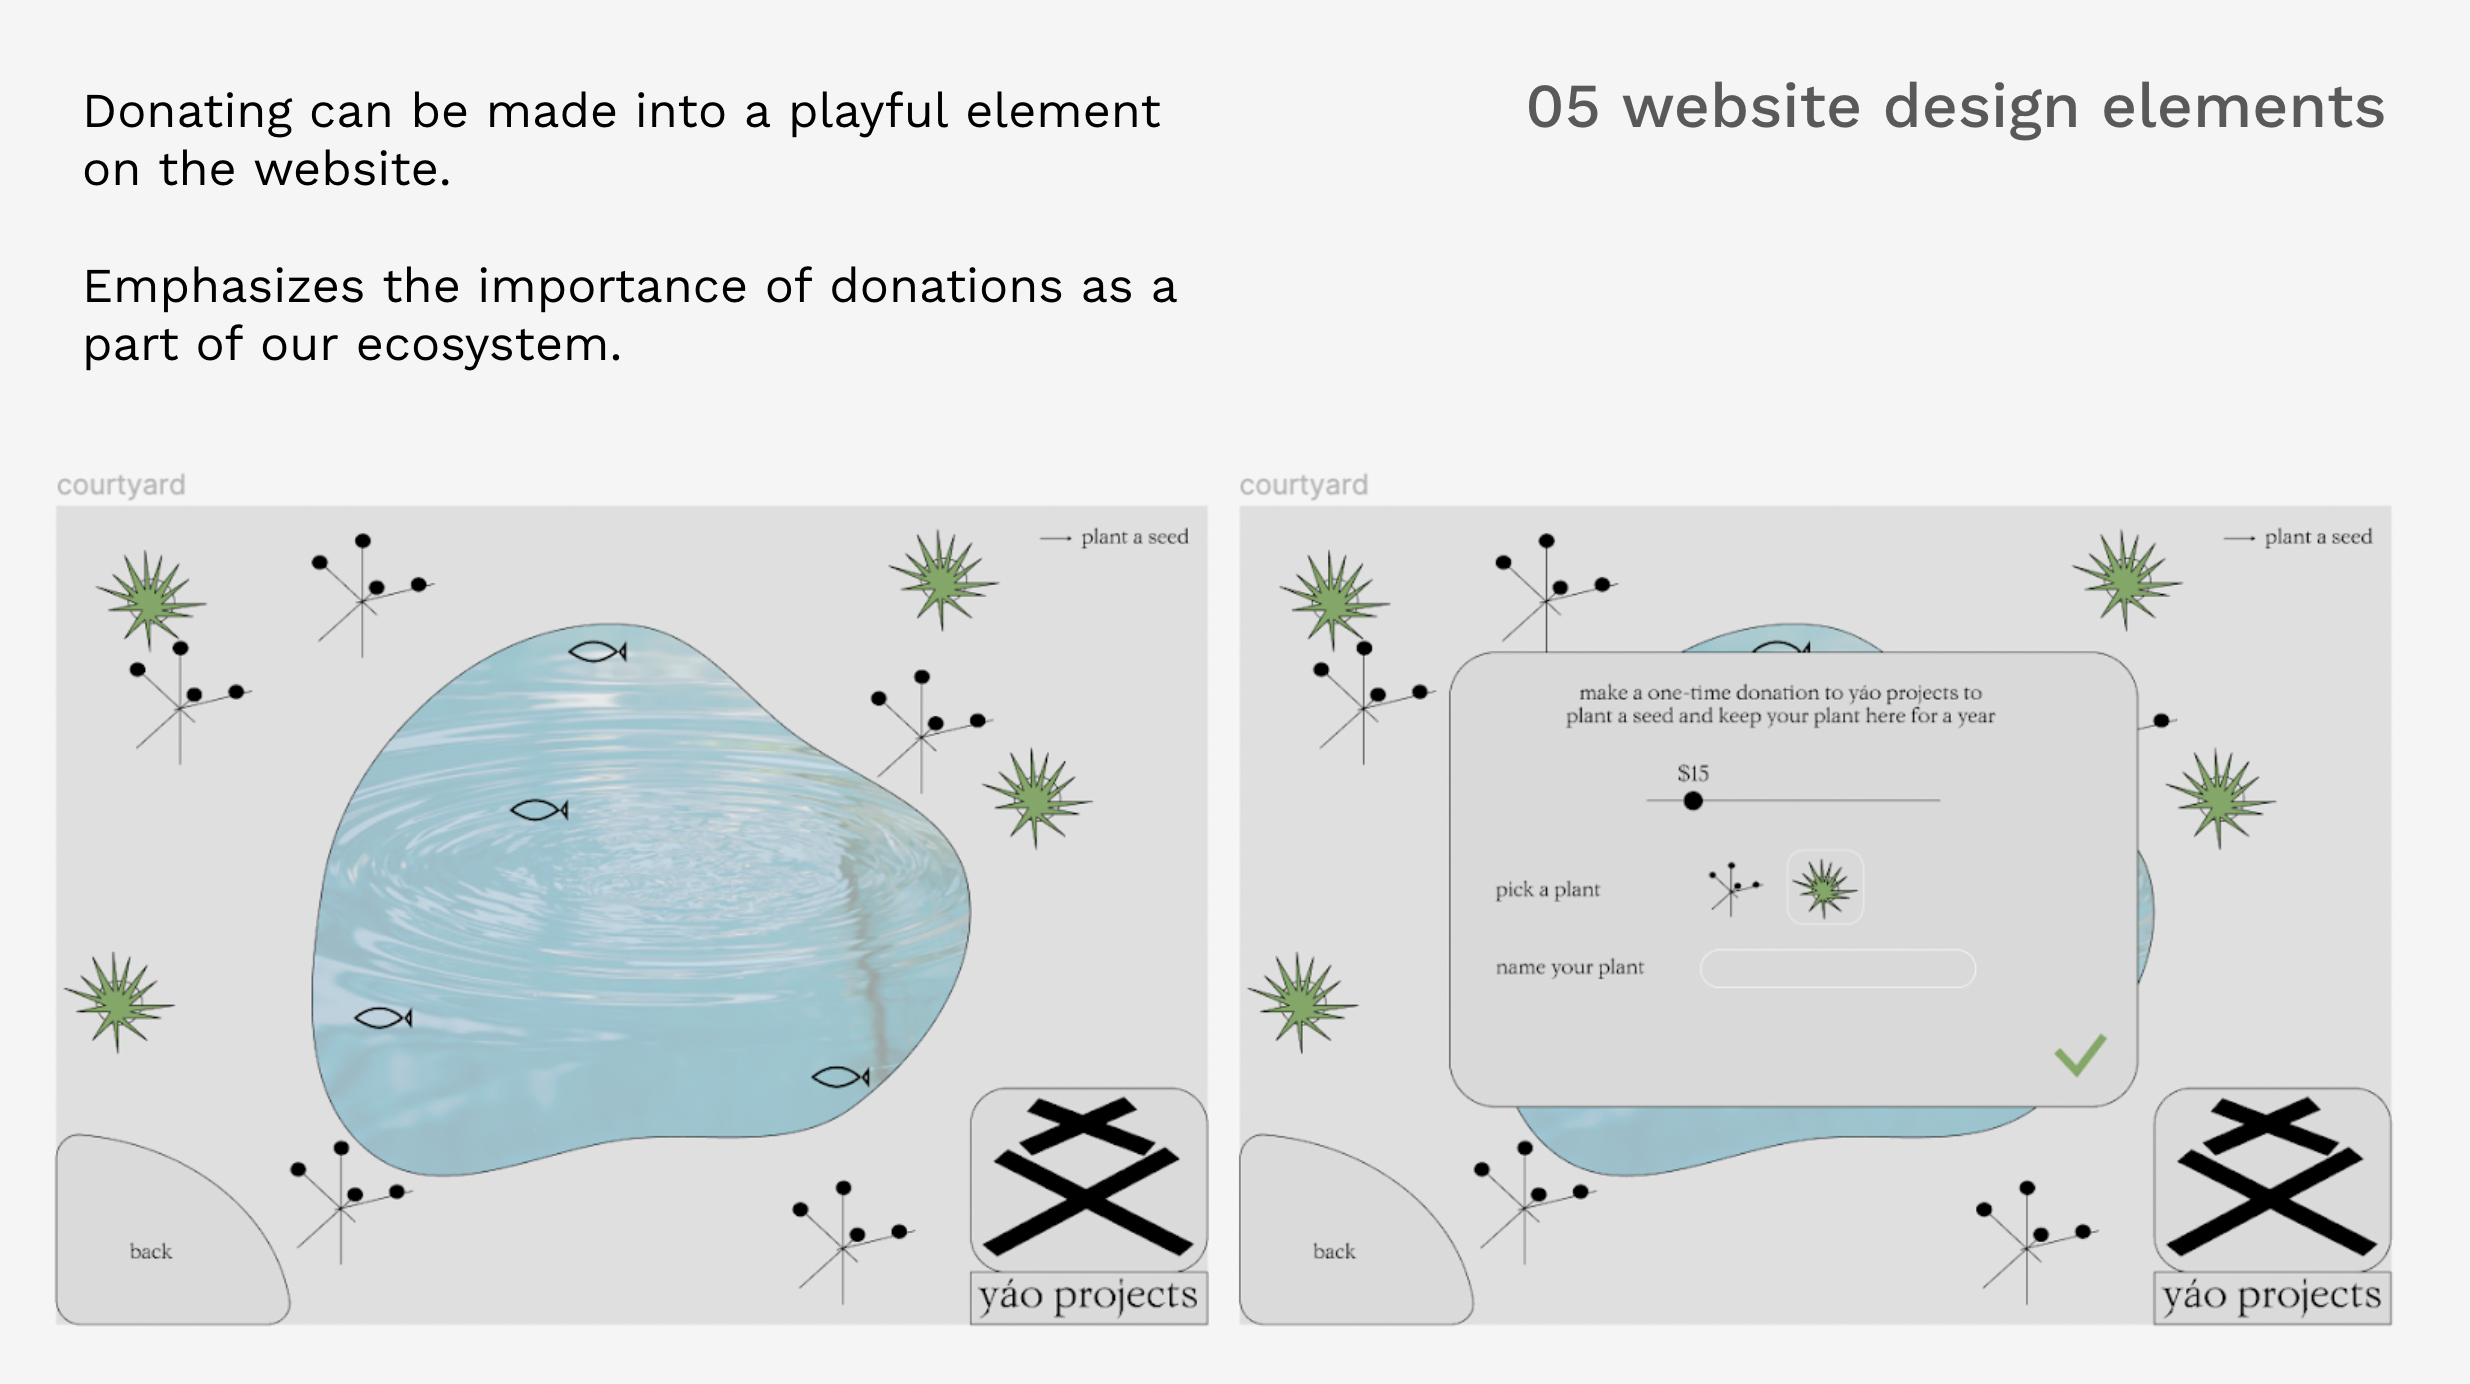 Donating can be made into a playful element
on the website.
Emphasizes the importance of donations as a
part of our ecosystem.
05 website design elements
courtyard
→ plant a seed
back
yáo projects
courtyard
→ plant a seed
make a one-time donation to yáo projects to
plant a seed and keep your plant here for a year
$15
pick a plant
name your plant
back
yáo projects